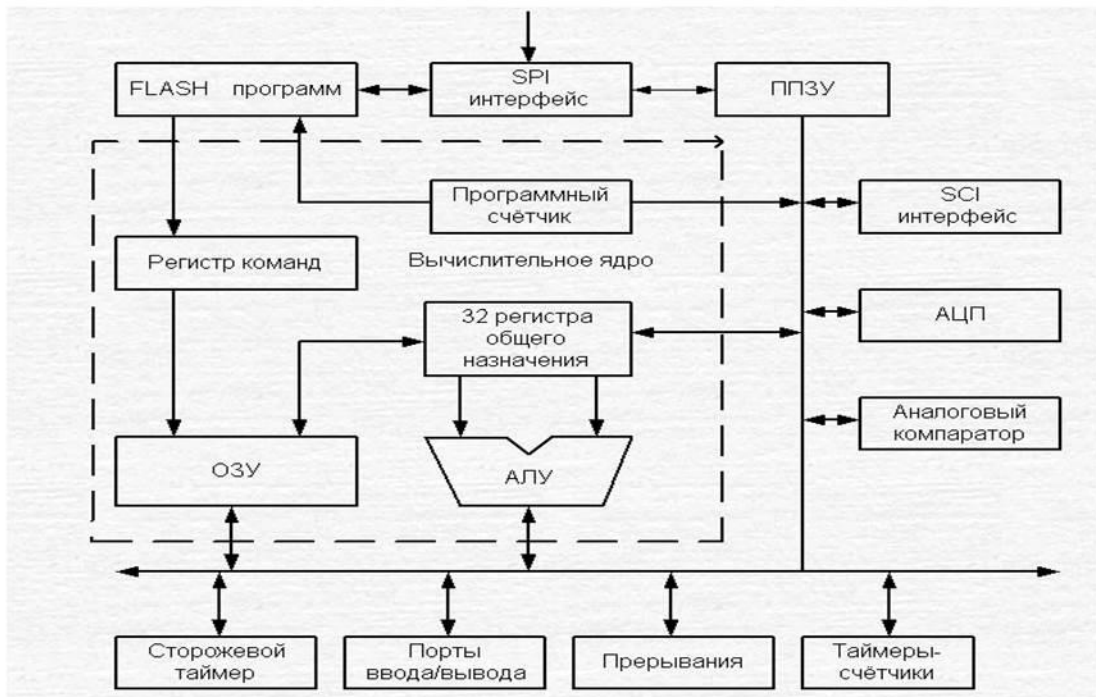 FLASH программ
SPI
интерфейс
ППЗУ
Программный
счётчик
SCI
интерфейс
Регистр команд
Вычислительное ядро
32 регистра
общего
назначения
АЦП
Аналоговый
компаратор
ОЗУ
АЛУ
Сторожевой
таймер
Порты
ввода/вывода
Прерывания
Таймеры-
счётчики